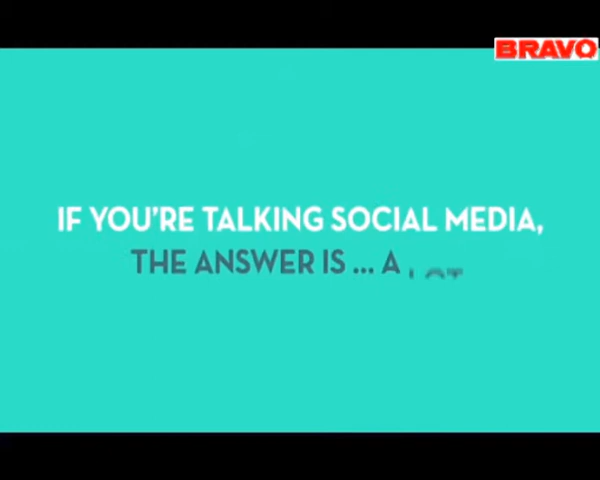 BRAVO
IF YOU'RE TALKING SOCIAL MEDIA,
THE ANSWER IS ... A